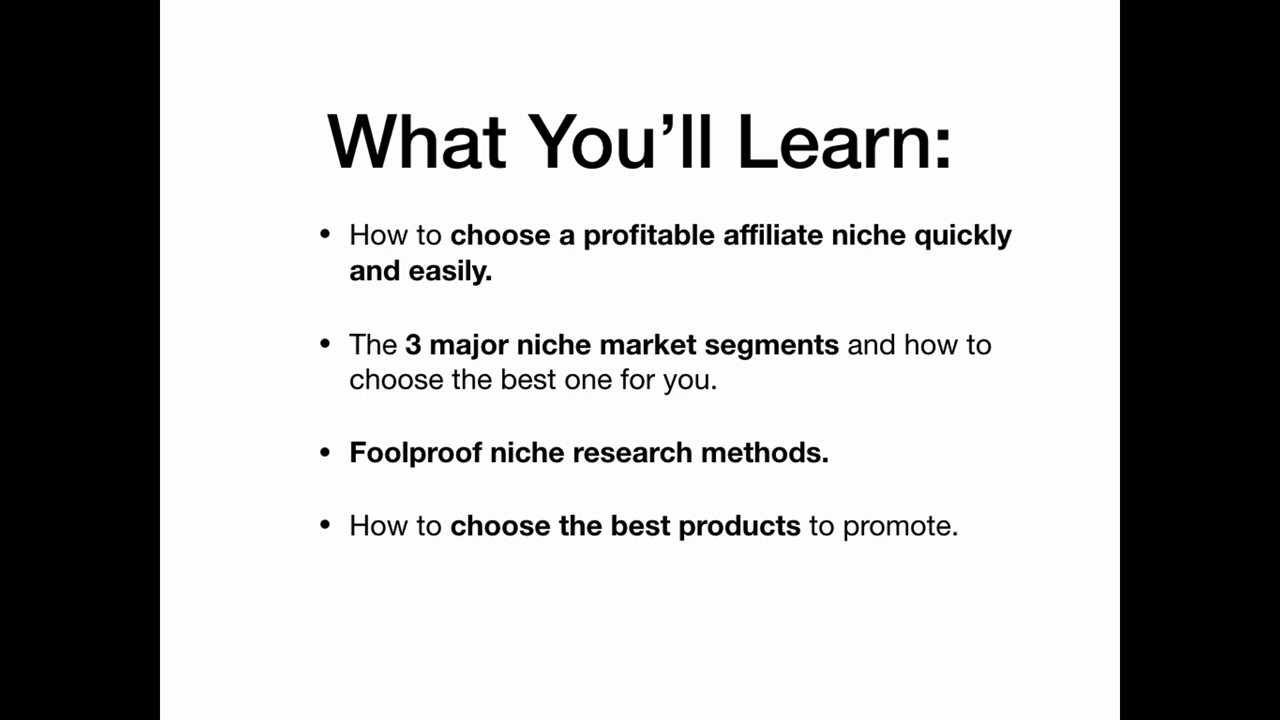 What You’ll Learn:
• How to choose a profitable affiliate niche quickly
and easily.
• The 3 major niche market segments and how to
choose the best one for you.
• Foolproof niche research methods.
• How to choose the best products to promote.